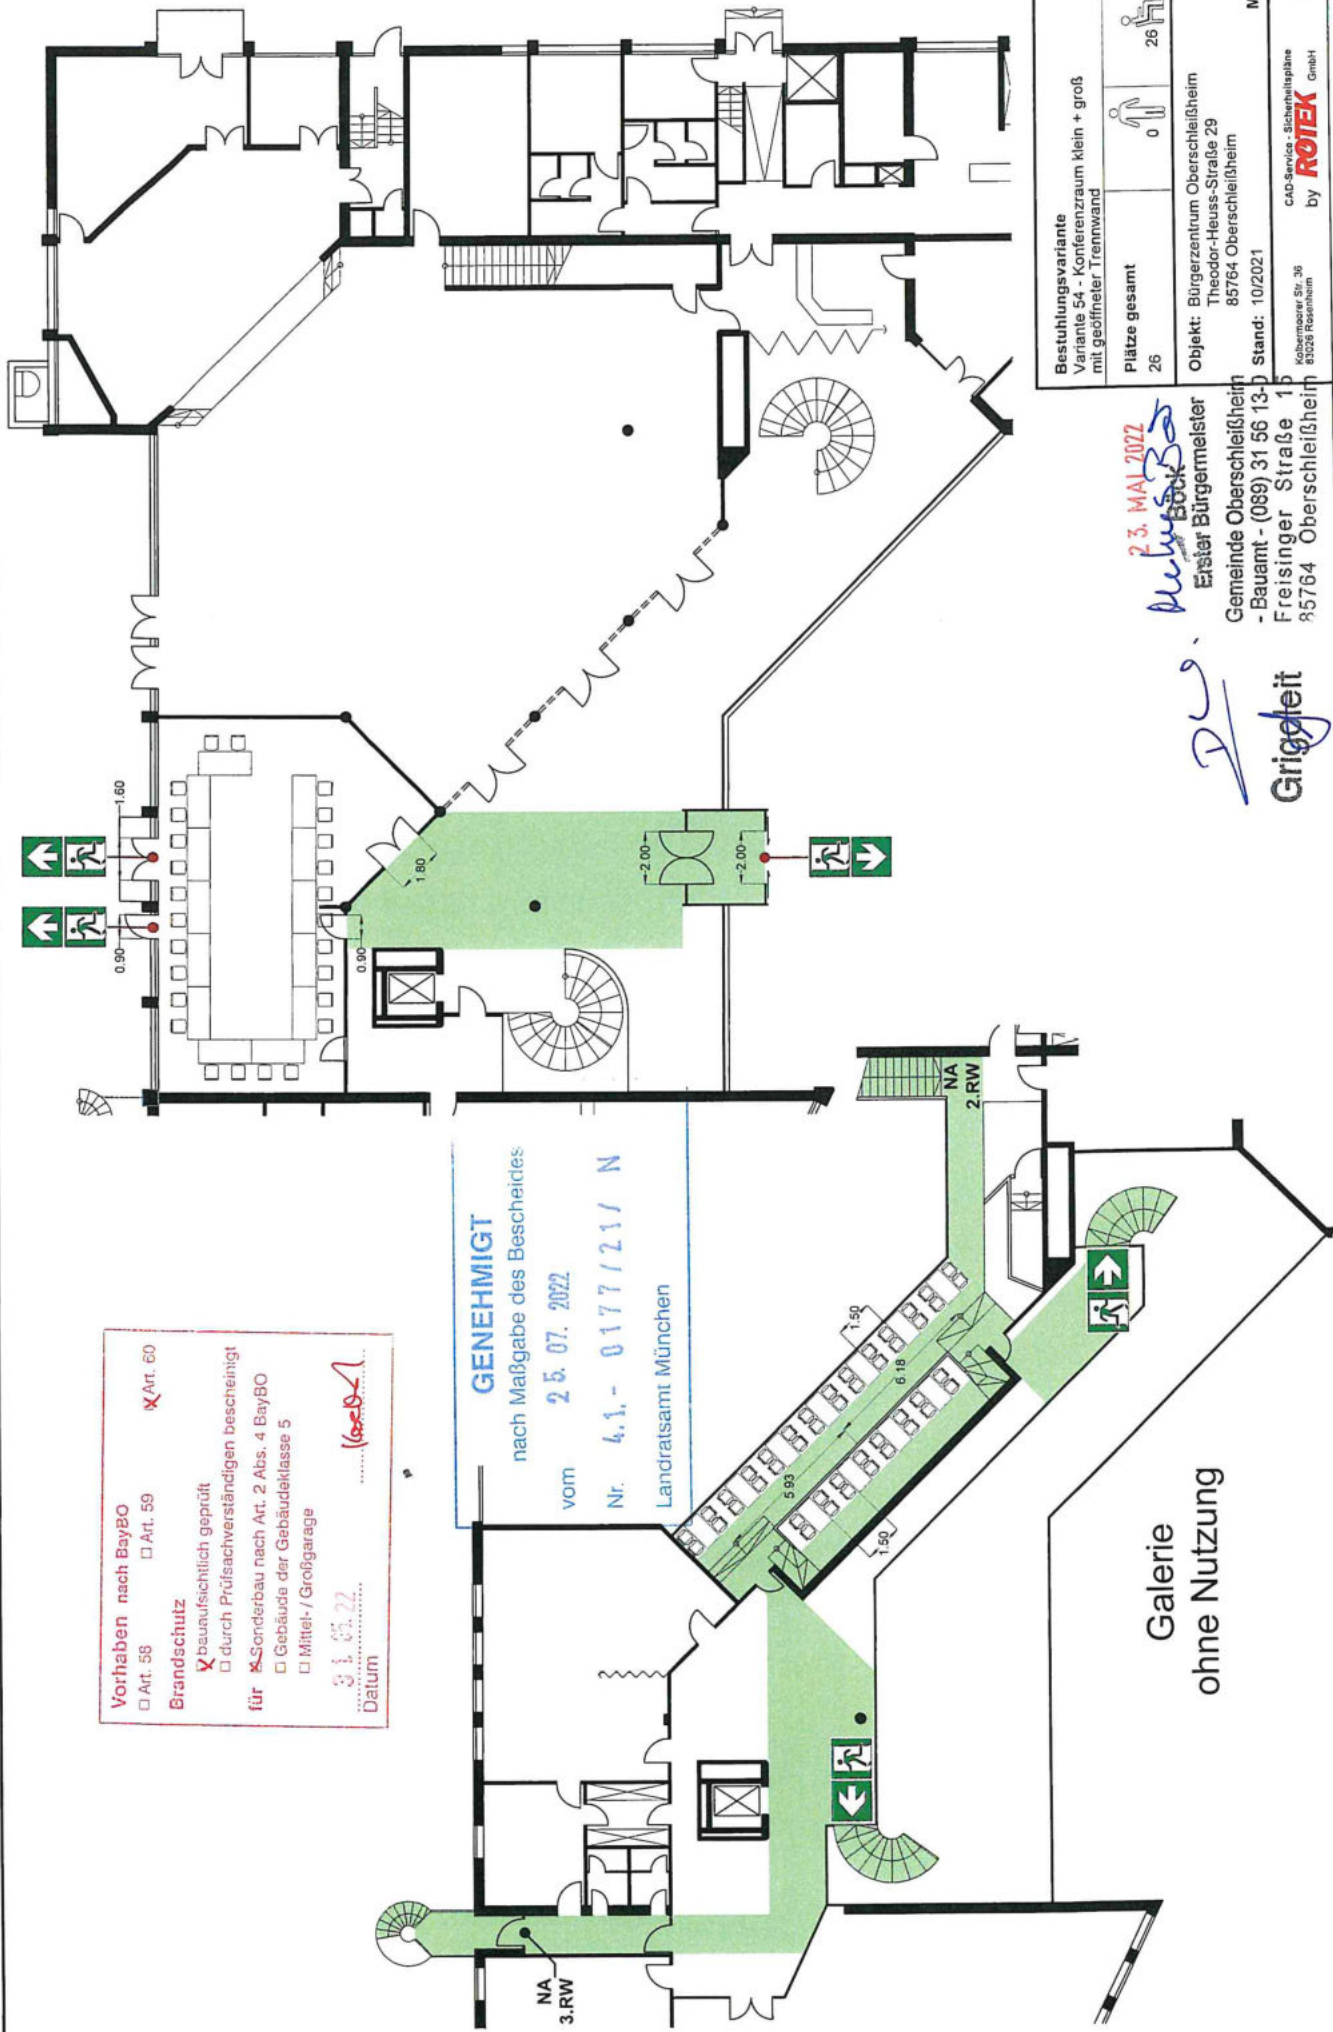 Vorhaben nach BayBO
☐ Art. 58 ☐ Art. 59 ☒ Art. 60
Brandschutz
☒ bauaufsichtlich geprüft
☐ durch Prüfsachverständigen bescheinigt
für ☒ Sonderbau nach Art. 2 Abs. 4 BayBO
☐ Gebäude der Gebäudeklasse 5
☐ Mittel- / Großgarage
Datum
GENEHMIGT
nach Maßgabe des Bescheides
vom 25. 07. 2022
Nr. 4.1. - 0177/21/ N
Landratsamt München
0.90
1.60
0.90
1.80
2.00
2.00
NA
3.RW
NA
2.RW
1.50
6.18
5.93
1.50
Galerie
ohne Nutzung
23. MAI 2022
Böck
Erster Bürgermeister
Gemeinde Oberschleißheim
- Bauamt - (089) 31 56 13-0
Freisinger Straße 15
85764 Oberschleißheim
Grigoleit
Bestuhlungsvariante
Variante 54 - Konferenzraum klein + groß
mit geöffneter Trennwand
Plätze gesamt
26
0
26
Objekt: Bürgerzentrum Oberschleißheim
Theodor-Heuss-Straße 29
85764 Oberschleißheim
Stand: 10/2021
M
Kolbermoorer Str. 36
83026 Rosenheim
CAD-Service - Sicherheitspläne
by ROTEK GmbH